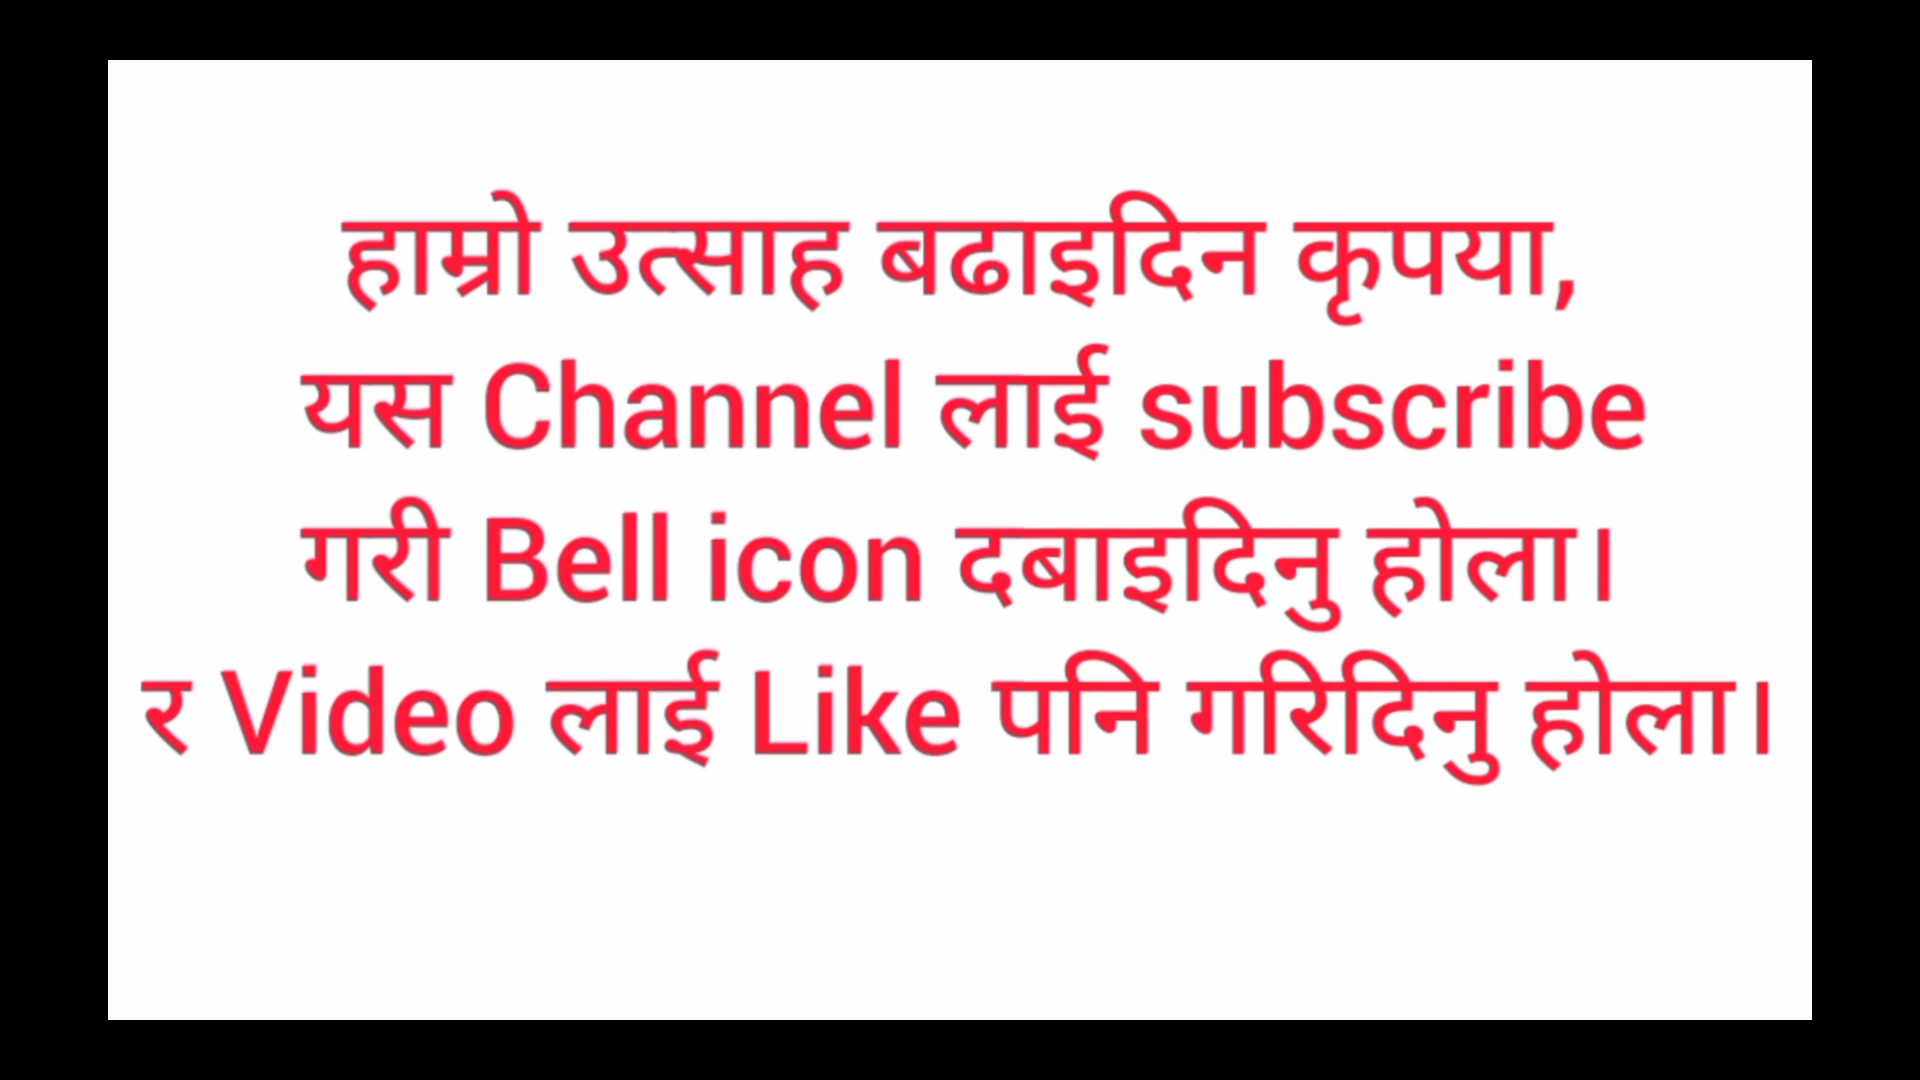 हाम्रो उत्साह बढाइदिन कृपया,
यस Channel लाई subscribe
गरी Bell icon दबाइदिनु होला।
र Video लाई Like पनि गरिदिनु होला।